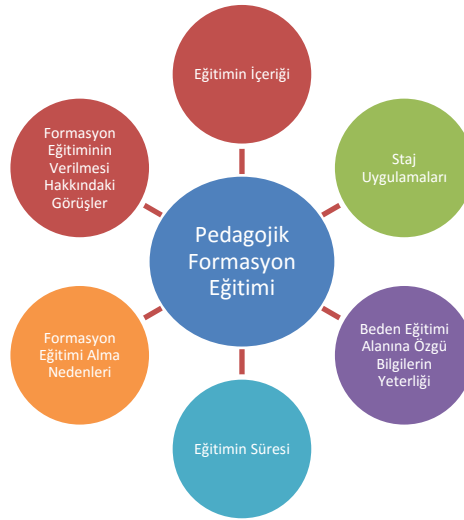 Eğitimin İçeriği
Formasyon
Eğitiminin
Verilmesi
Hakkındaki
Görüşler
Staj
Uygulamaları
Pedagojik
Formasyon
Eğitimi
Formasyon
Eğitimi Alma
Nedenleri
Beden Eğitimi
Alanına Özgü
Bilgilerin
Yeterliği
Eğitimin Süresi